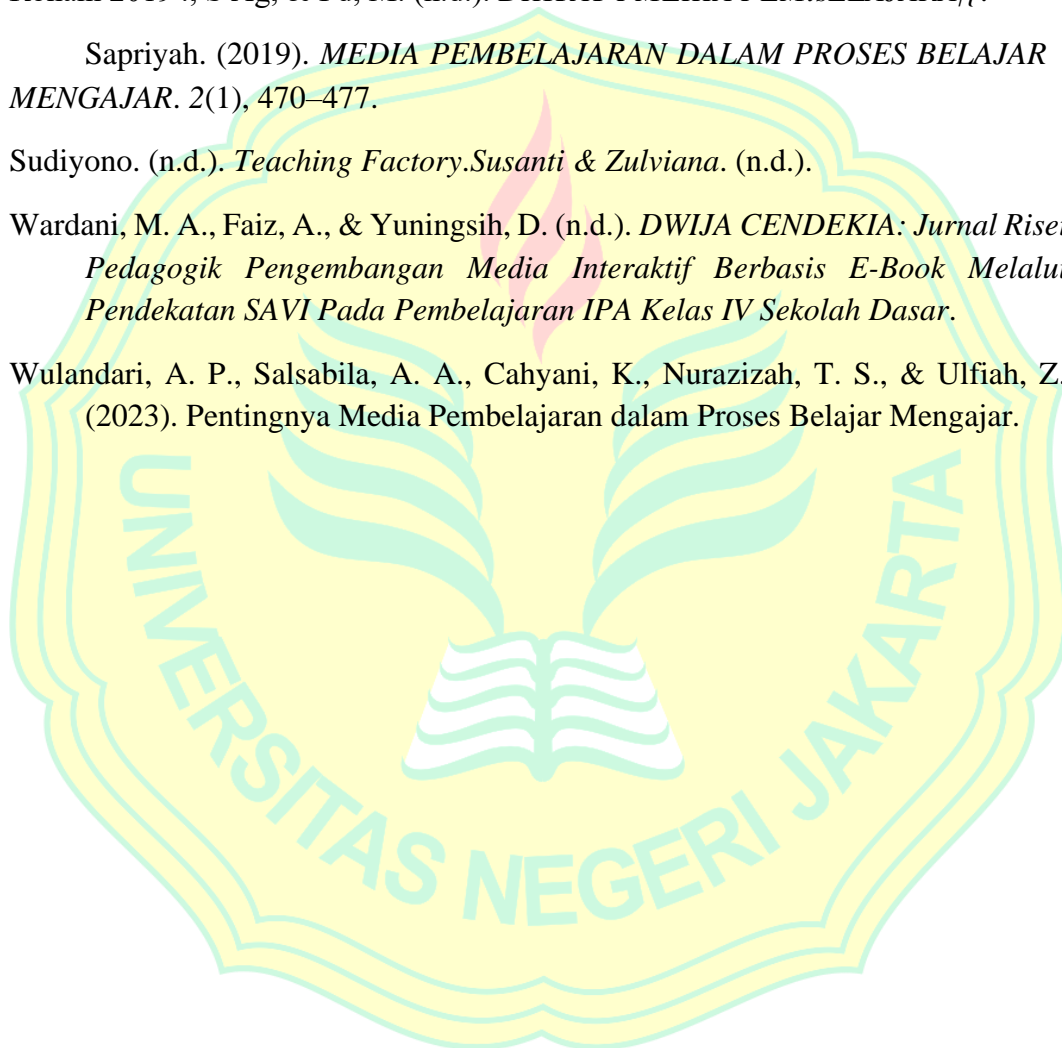 Sapriyah. (2019). MEDIA PEMBELAJARAN DALAM PROSES BELAJAR
MENGAJAR. 2(1), 470–477.
Sudiyono. (n.d.). Teaching Factory.Susanti & Zulviana. (n.d.).
Wardani, M. A., Faiz, A., & Yuningsih, D. (n.d.). DWIJA CENDEKIA: Jurnal Riset
Pedagogik Pengembangan Media Interaktif Berbasis E-Book Melalui
Pendekatan SAVI Pada Pembelajaran IPA Kelas IV Sekolah Dasar.
Wulandari, A. P., Salsabila, A. A., Cahyani, K., Nurazizah, T. S., & Ulfiah, Z.
(2023). Pentingnya Media Pembelajaran dalam Proses Belajar Mengajar.
UNIVERSITAS NEGERI JAKARTA